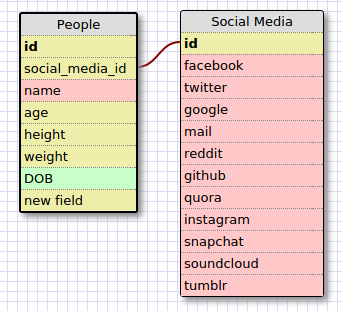 People
id
social_media_id
name
age
height
weight
DOB
new field
Social Media
id
facebook
twitter
google
mail
reddit
github
quora
instagram
snapchat
soundcloud
tumblr